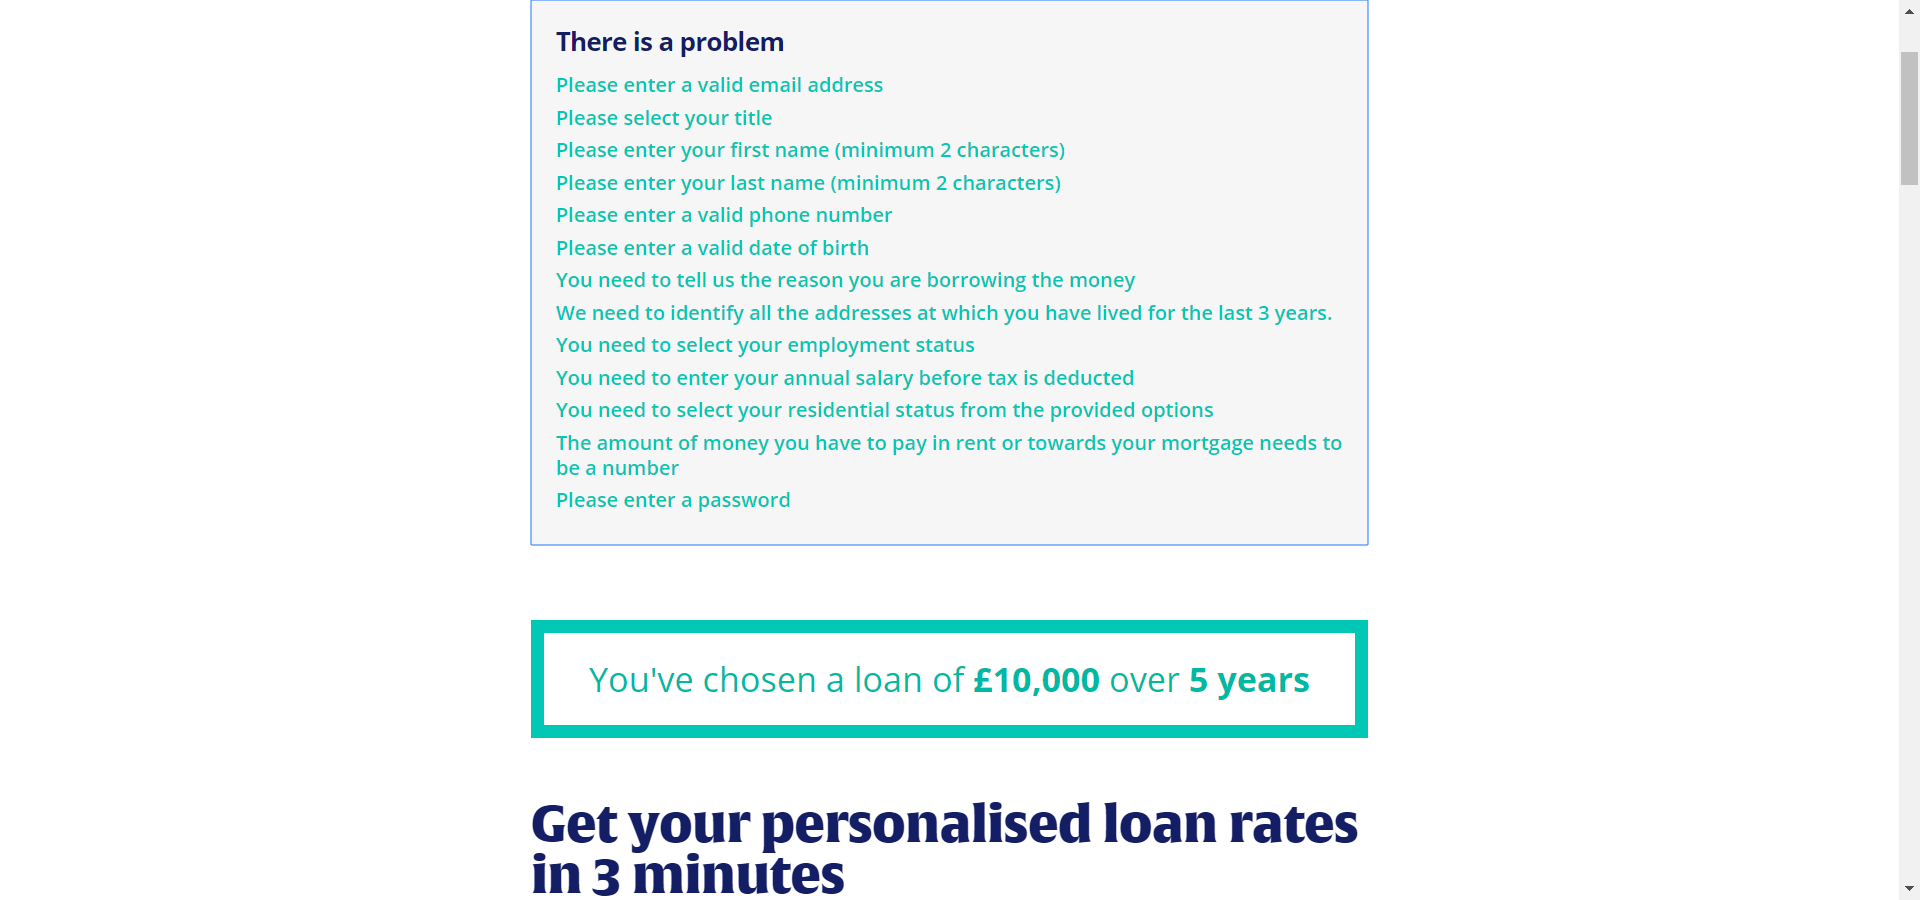 There is a problem
Please enter a valid email address
Please select your title
Please enter your first name (minimum 2 characters)
Please enter your last name (minimum 2 characters)
Please enter a valid phone number
Please enter a valid date of birth
You need to tell us the reason you are borrowing the money
We need to identify all the addresses at which you have lived for the last 3 years.
You need to select your employment status
You need to enter your annual salary before tax is deducted
You need to select your residential status from the provided options
The amount of money you have to pay in rent or towards your mortgage needs to
be a number
Please enter a password
You've chosen a loan of £10,000 over 5 years
Get your personalised loan rates
in 3 minutes